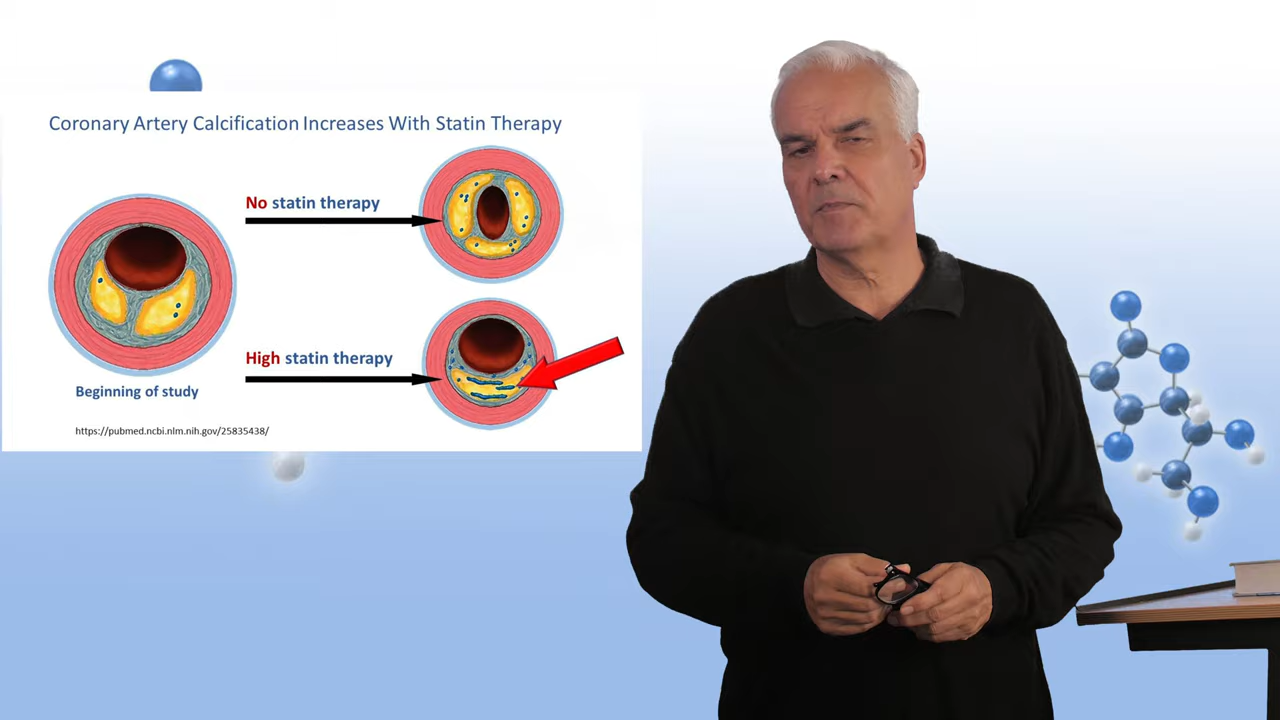 Coronary Artery Calcification Increases With Statin Therapy
No statin therapy
High statin therapy
Beginning of study
https://pubmed.ncbi.nlm.nih.gov/25835438/